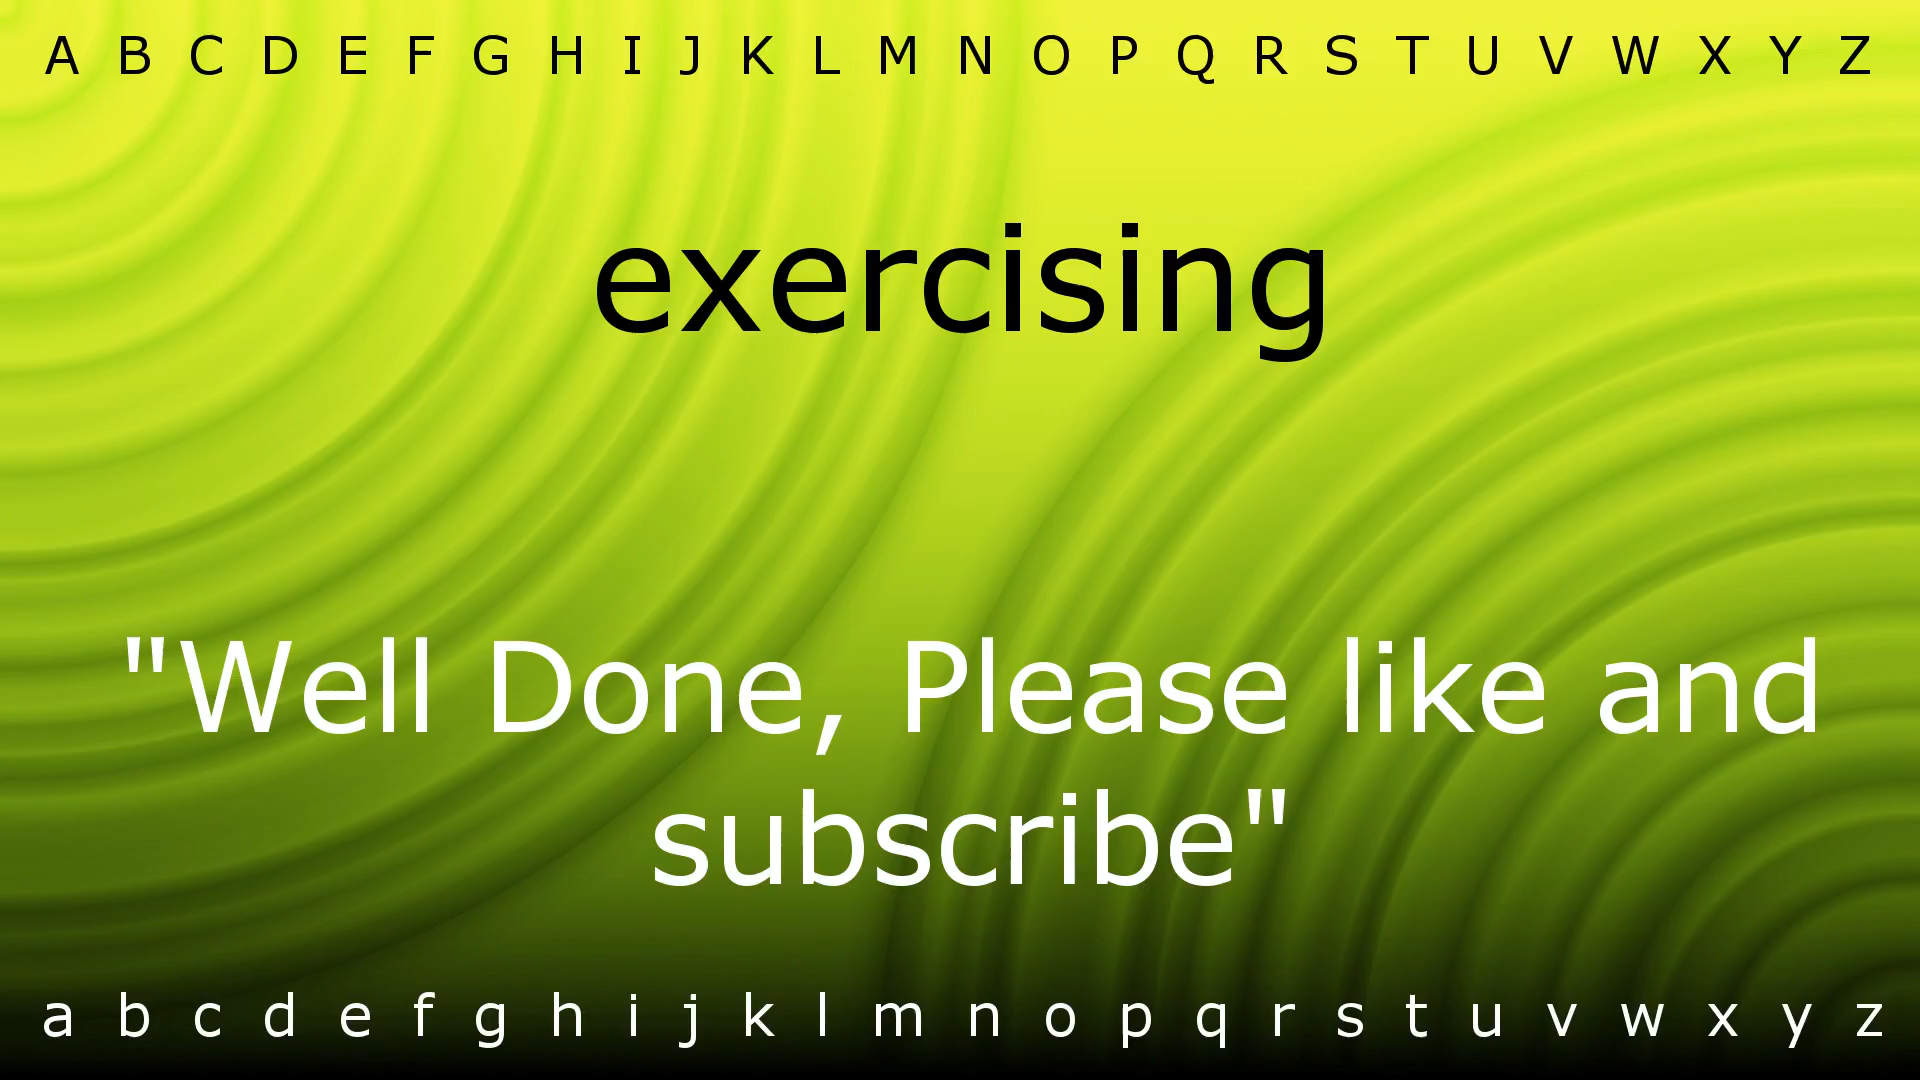 A B C D E F G H I J K L M N O P Q R S T U V W X Y Z
exercising
"Well Done, Please like and
subscribe"
a b c d e f g h i j k l m n o p q r s t u v w x y z